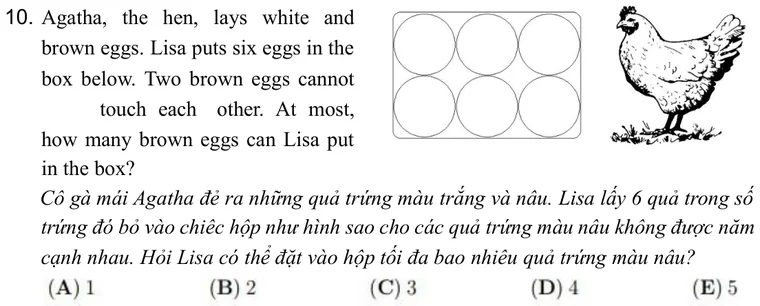 10. Agatha, the hen, lays white and
brown eggs. Lisa puts six eggs in the
box below. Two brown eggs cannot
touch each other. At most,
how many brown eggs can Lisa put
in the box?
Cô gà mái Agatha đẻ ra những quả trứng màu trắng và nâu. Lisa lấy 6 quả trong số
trứng đó bỏ vào chiêc hộp như hình sao cho các quả trứng màu nâu không được năm
cạnh nhau. Hỏi Lisa có thể đặt vào hộp tối đa bao nhiêu quả trứng màu nâu?
(A) 1 (B) 2 (C) 3 (D) 4 (E) 5